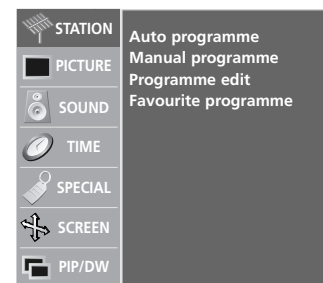 STATION
PICTURE
SOUND
TIME
SPECIAL
SCREEN
PIP/DW
Auto programme
Manual programme
Programme edit
Favourite programme